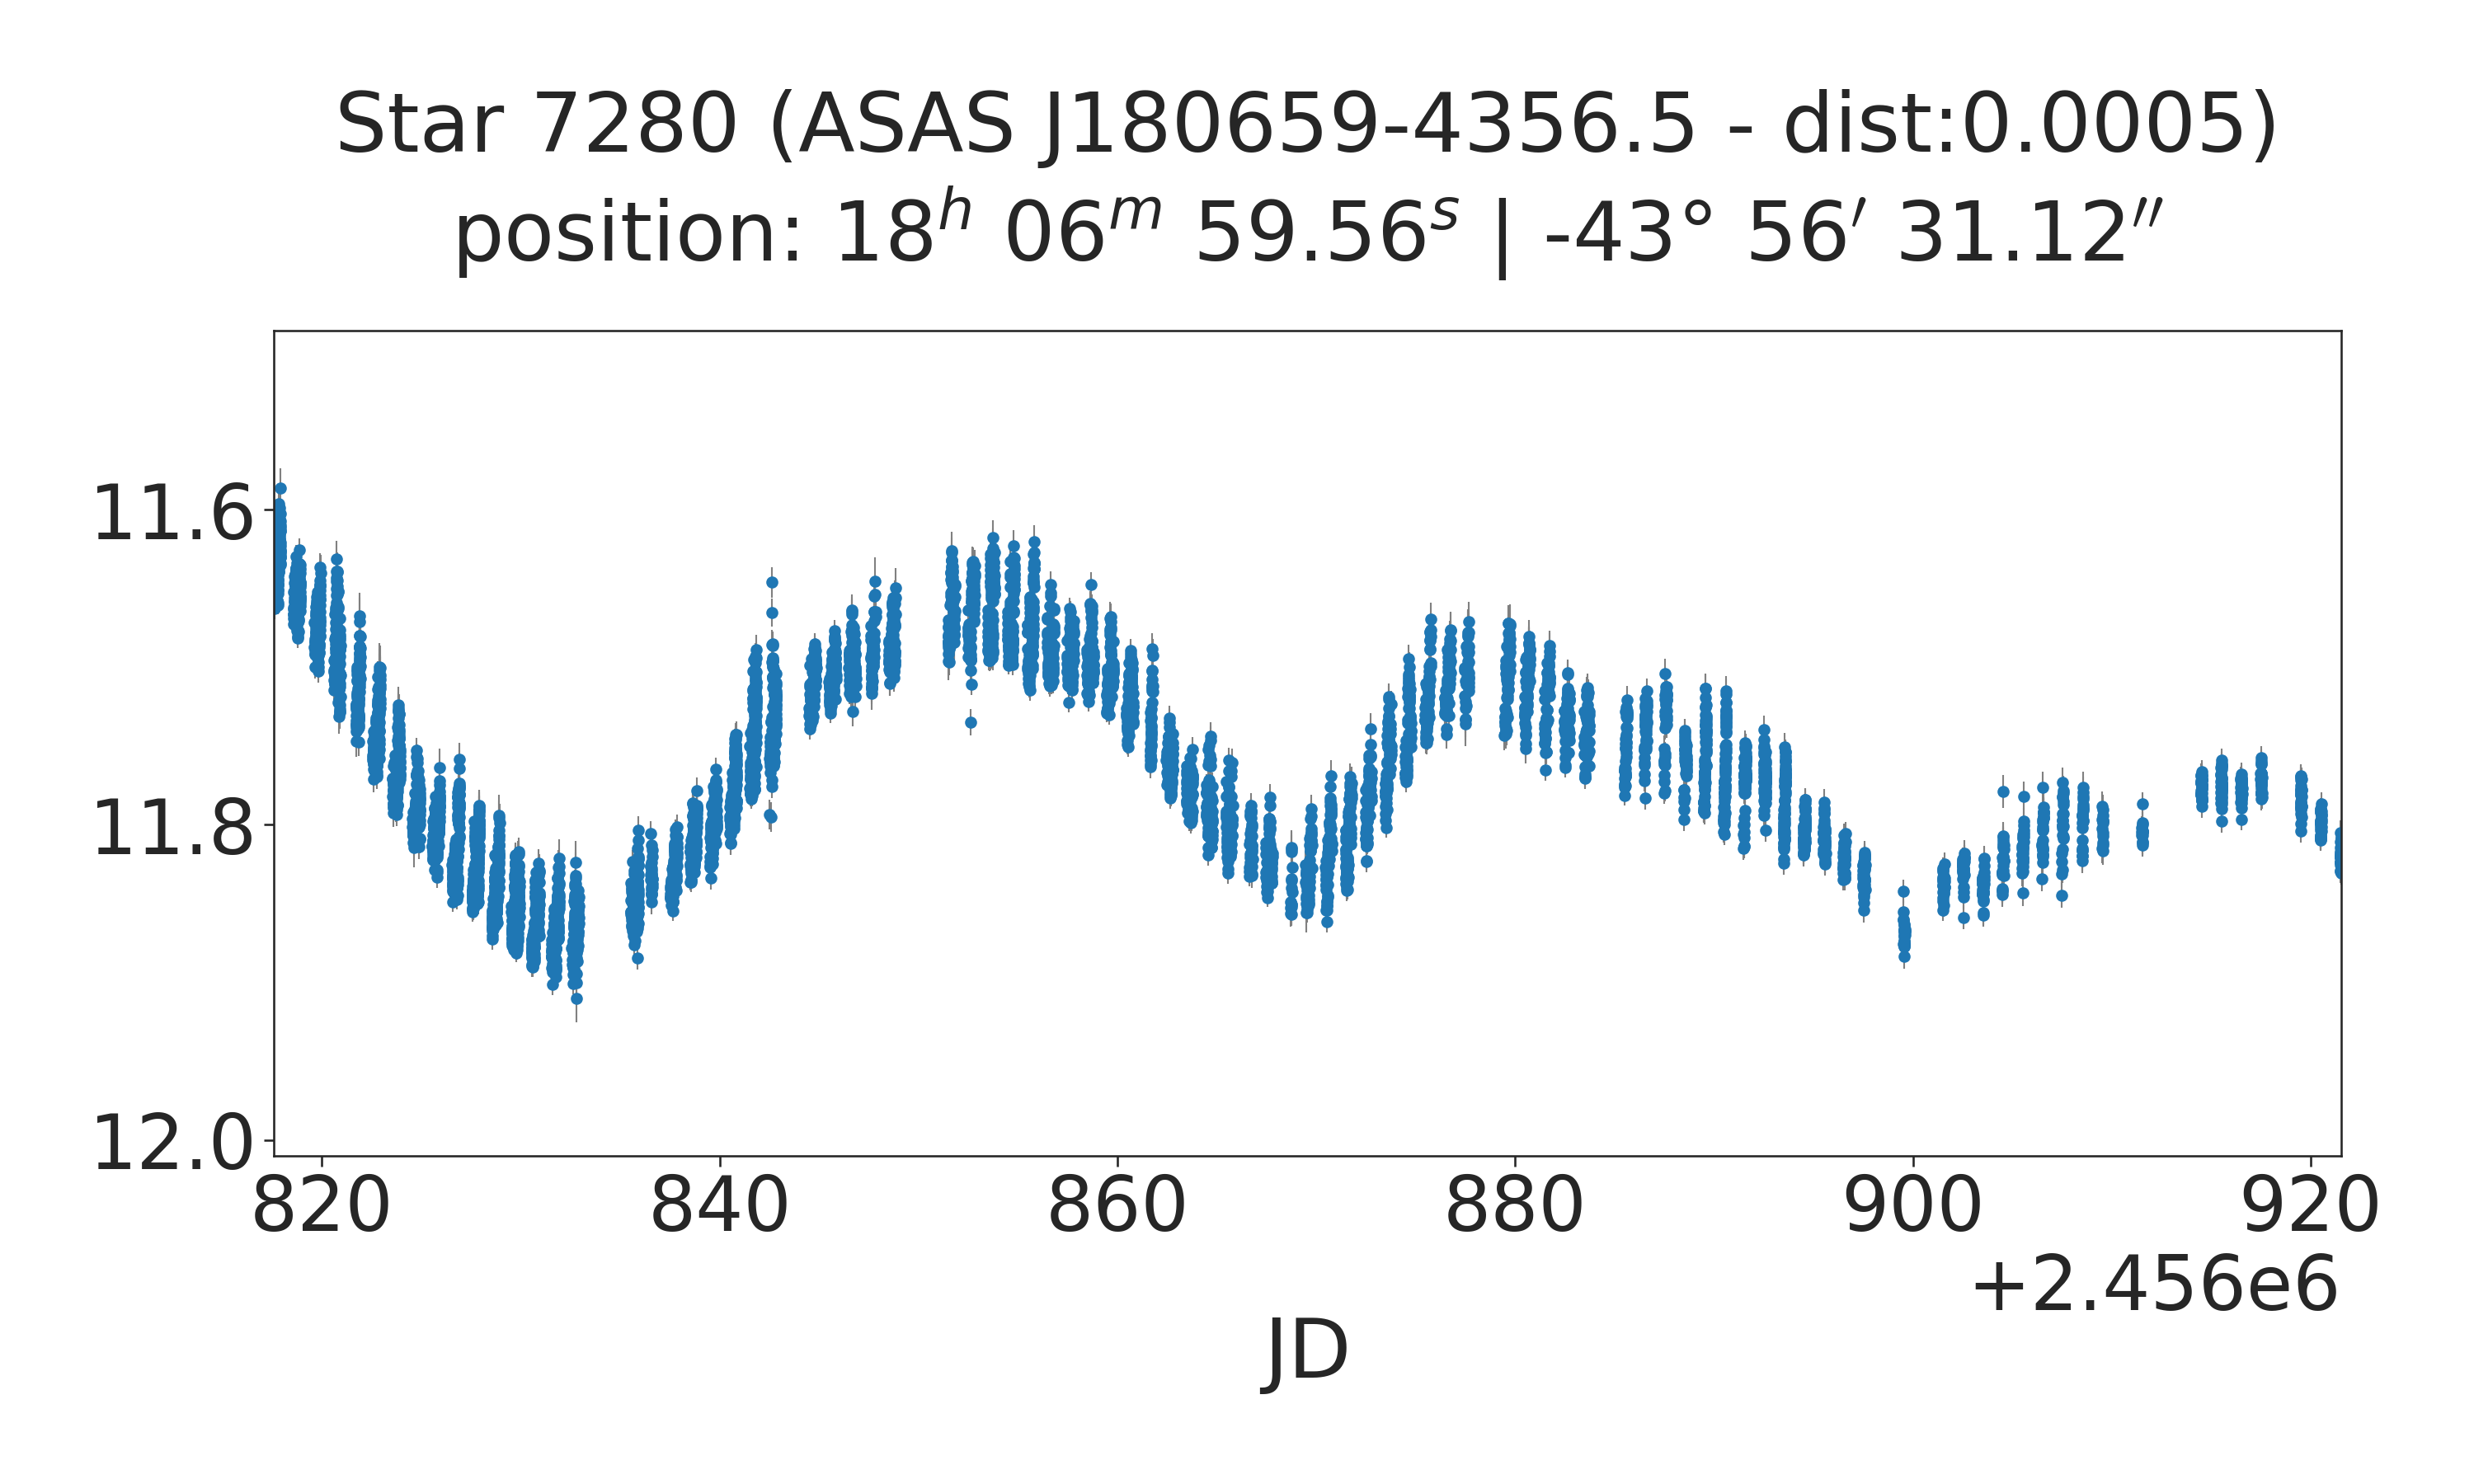 Star 7280 (ASAS J180659-4356.5 - dist:0.0005)
position: 18ʰ 06ᵐ 59.56ˢ | -43° 56′ 31.12″
11.6
11.8
12.0
820 840 860 880 900 920
+2.456e6
JD